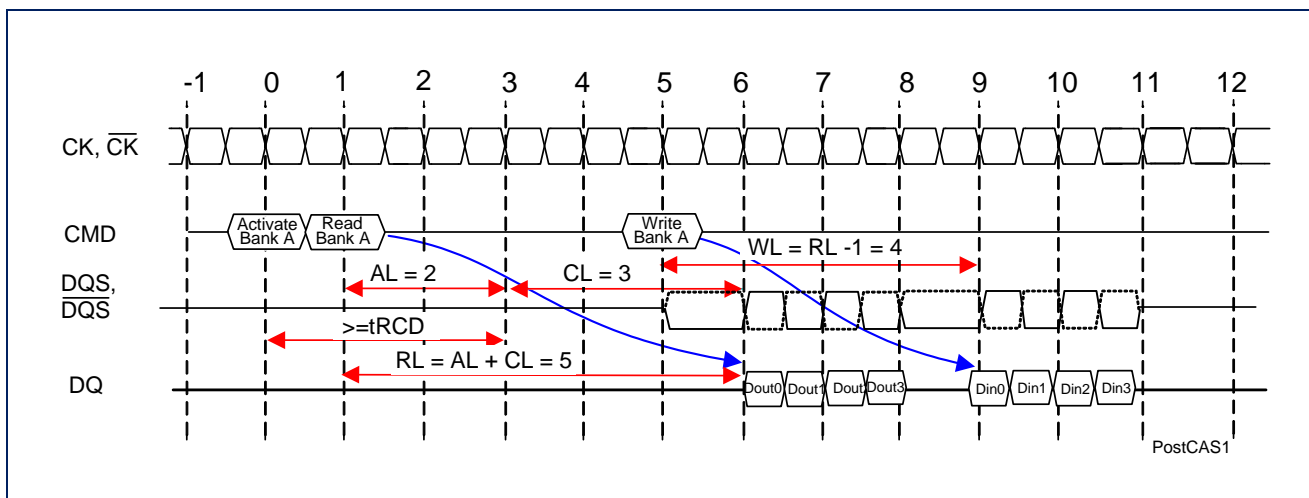 -1 0 1 2 3 4 5 6 7 8 9 10 11 12
CK, CK
CMD
Activate
Bank A
Read
Bank A
Write
Bank A
WL = RL -1 = 4
AL = 2
CL = 3
DQS,
DQS
>=tRCD
RL = AL + CL = 5
DQ
Dout0 Dout1 Dout Dout3 Din0 Din1 Din2 Din3
PostCAS1